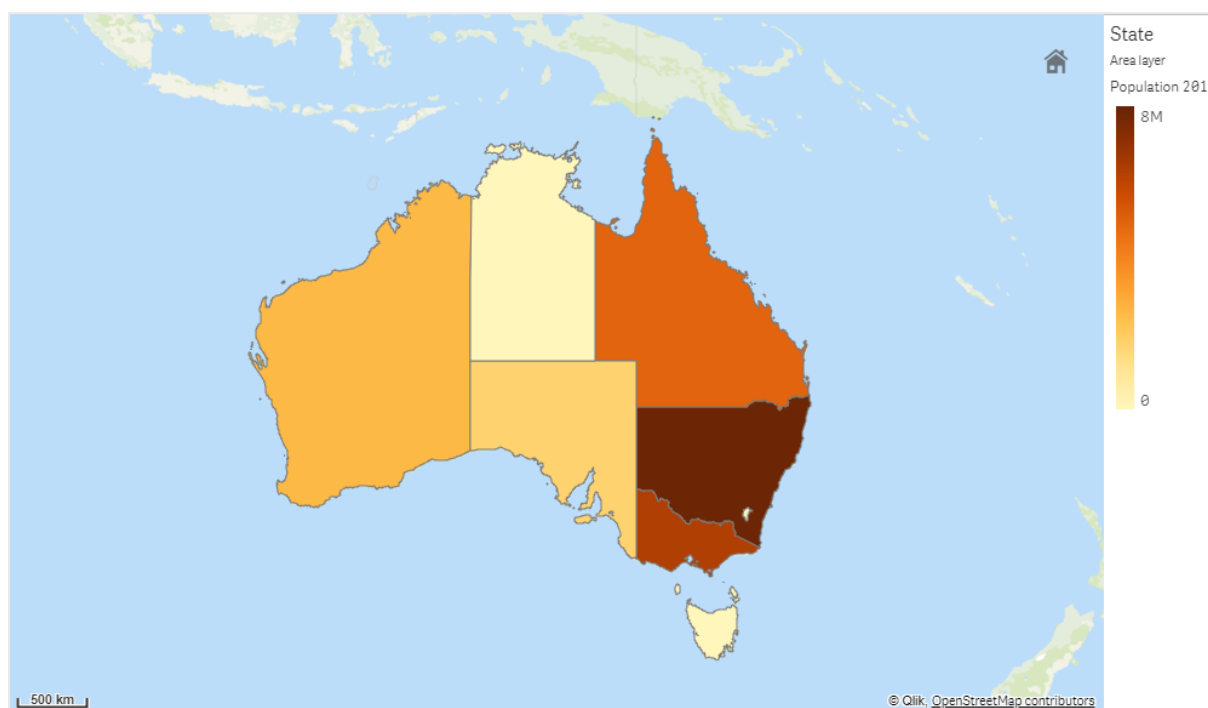 State
Area layer
Population 201
8M
0
500 km
© Qlik, OpenStreetMap contributors